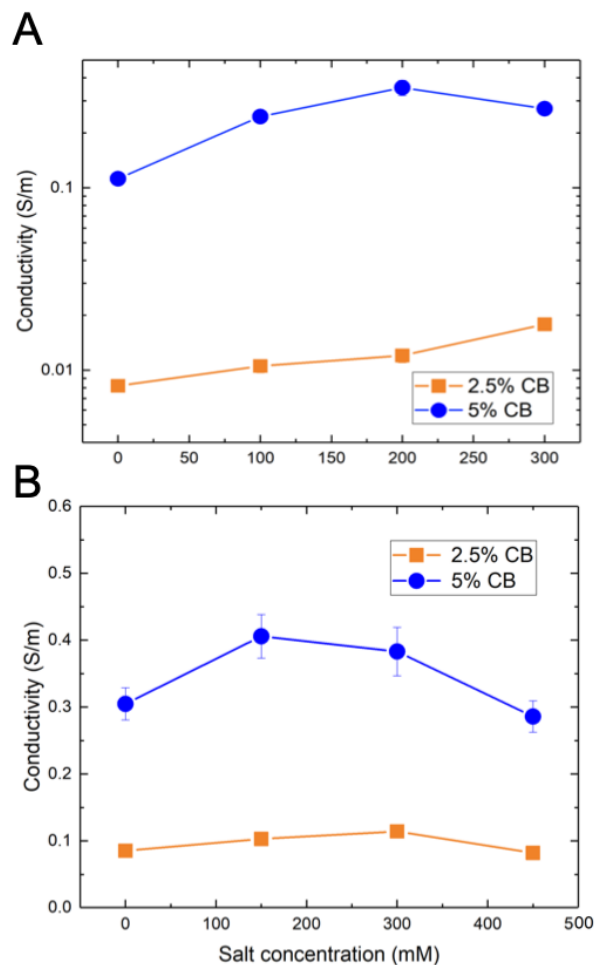 A
Conductivity (S/m)
0.1
0.01
2.5% CB
5% CB
0 50 100 150 200 250 300
B
Conductivity (S/m)
0.6
0.5
0.4
0.3
0.2
0.1
0.0
2.5% CB
5% CB
0 100 200 300 400 500
Salt concentration (mM)